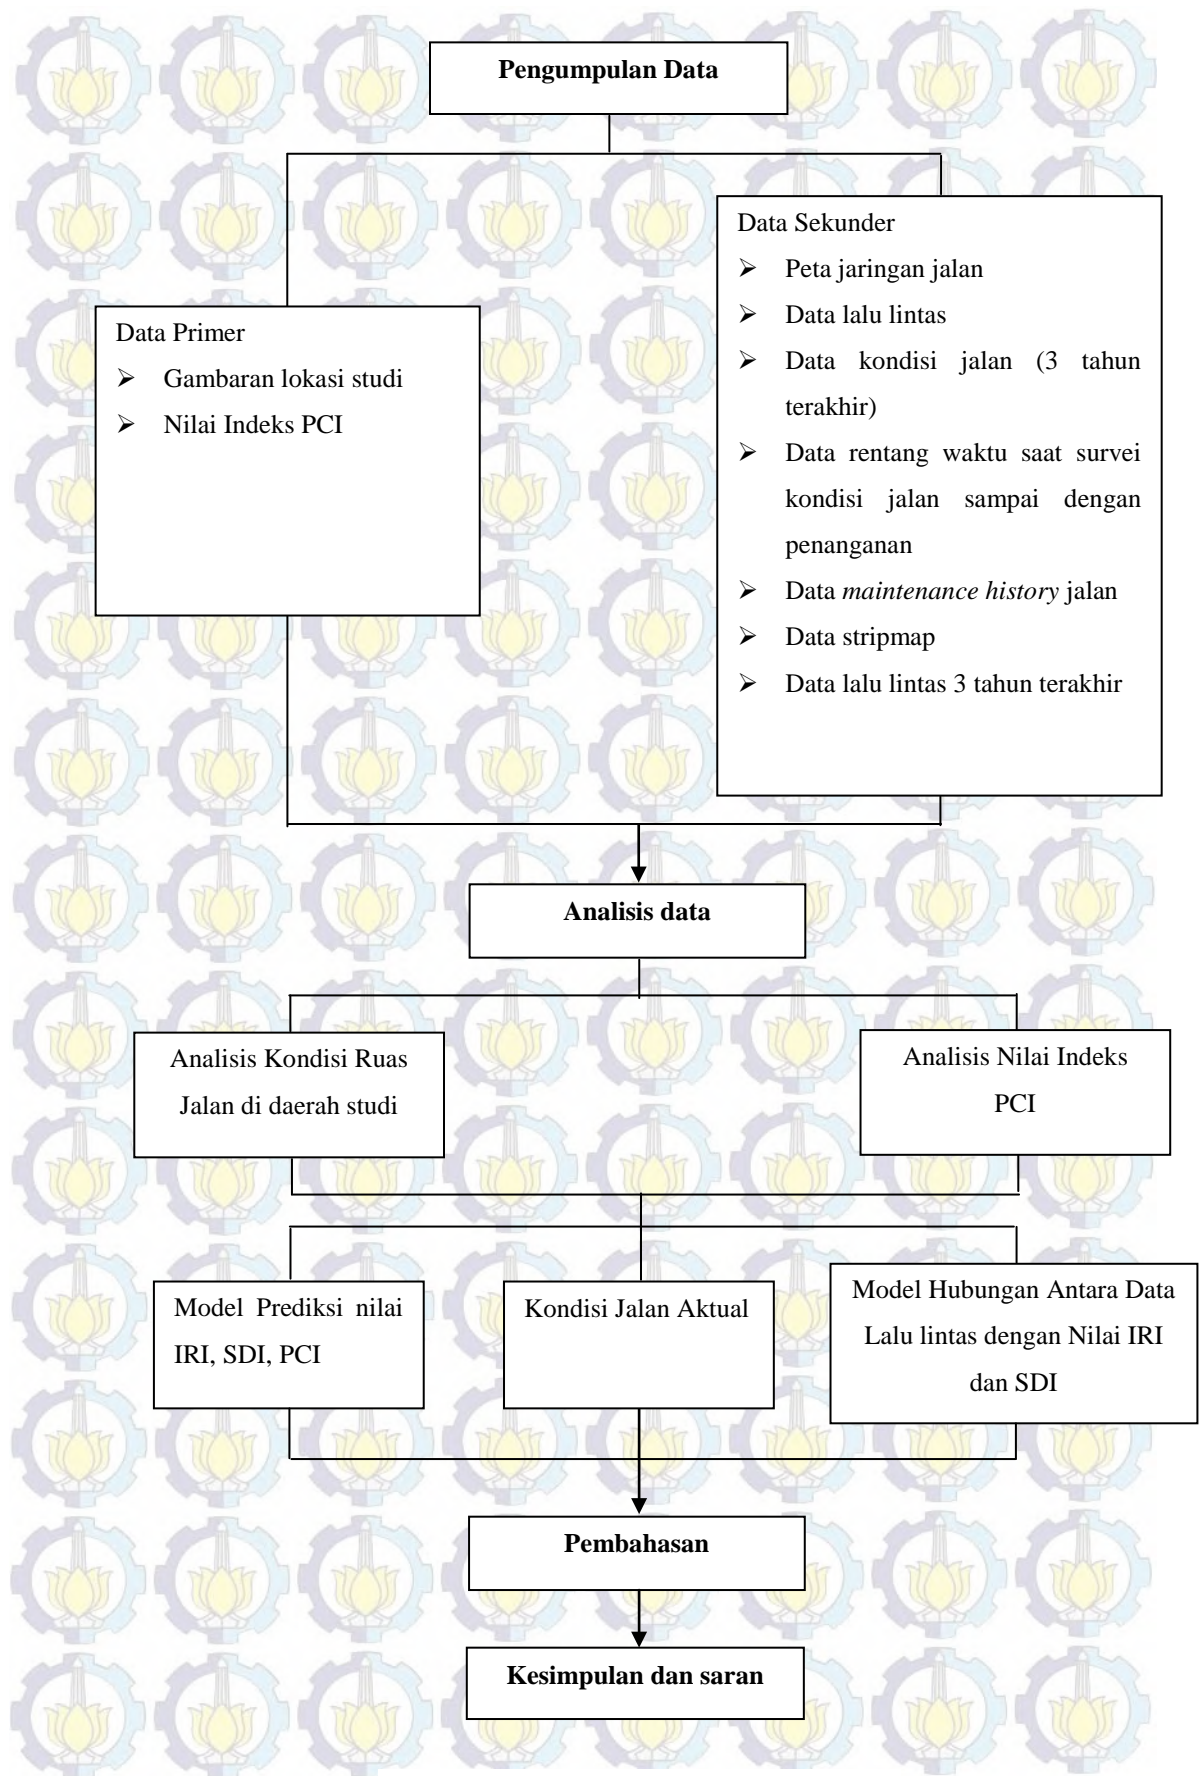 Pengumpulan Data
Data Primer
➢ Gambaran lokasi studi
➢ Nilai Indeks PCI
Data Sekunder
➢ Peta jaringan jalan
➢ Data lalu lintas
➢ Data kondisi jalan (3 tahun
terakhir)
➢ Data rentang waktu saat survei
kondisi jalan sampai dengan
penanganan
➢ Data maintenance history jalan
➢ Data stripmap
➢ Data lalu lintas 3 tahun terakhir
Analisis data
Analisis Kondisi Ruas
Jalan di daerah studi
Analisis Nilai Indeks
PCI
Model Prediksi nilai
IRI, SDI, PCI
Kondisi Jalan Aktual
Model Hubungan Antara Data
Lalu lintas dengan Nilai IRI
dan SDI
Pembahasan
Kesimpulan dan saran